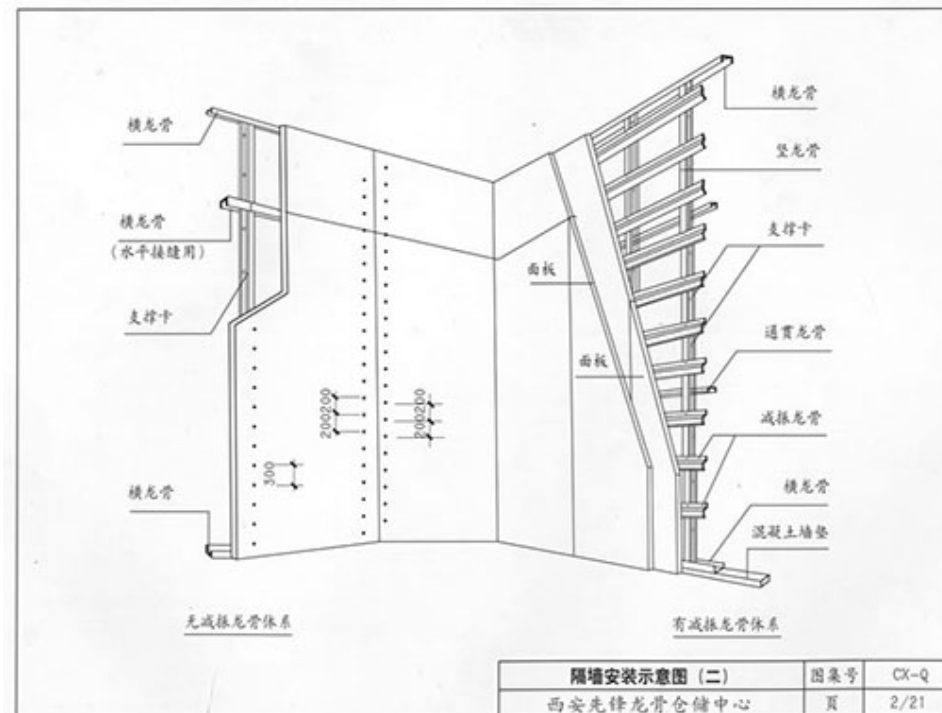 横龙骨
横龙骨
竖龙骨
横龙骨
(水平接缝用)
支撑卡
面板
支撑卡
通贯龙骨
面板
200200
200200
减振龙骨
300
横龙骨
横龙骨
混凝土墙垫
无减振龙骨体系
有减振龙骨体系
隔墙安装示意图 (二)
图集号
CX-Q
西安先锋龙骨仓储中心
页
2/21